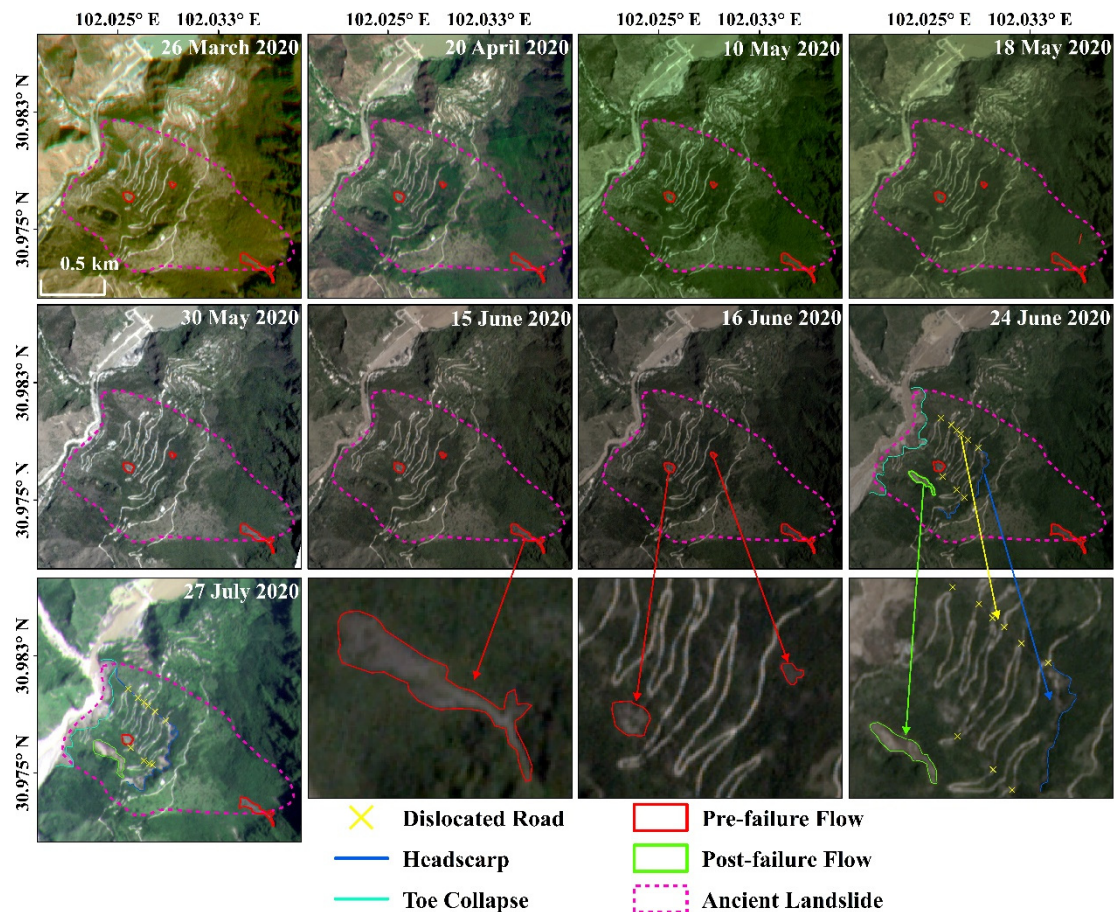 102.025° E 102.033° E 102.025° E 102.033° E
102.025° E 102.033° E 102.025° E 102.033° E
26 March 2020
20 April 2020
10 May 2020
18 May 2020
30.983° N
30.975° N
0.5 km
30 May 2020
15 June 2020
16 June 2020
24 June 2020
30.983° N
30.975° N
27 July 2020
30.983° N
30.975° N
Dislocated Road
Pre-failure Flow
Headscarp
Post-failure Flow
Toe Collapse
Ancient Landslide